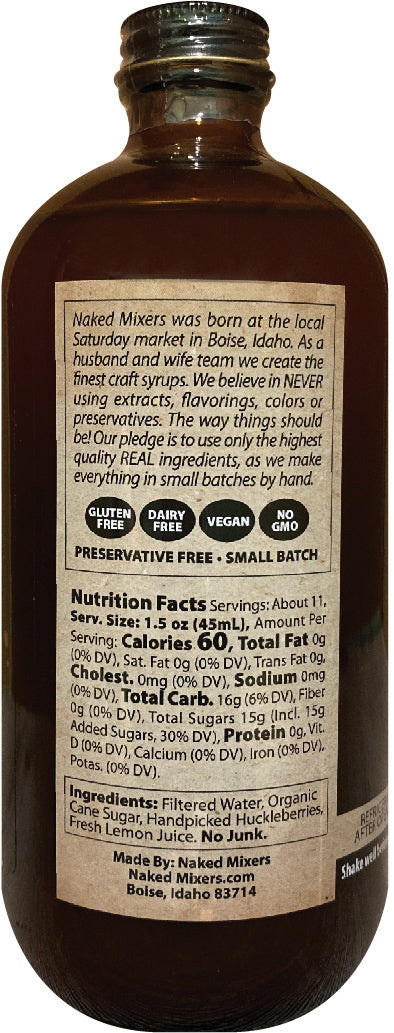 Naked Mixers was born at the local
Saturday market in Boise, Idaho. As a
husband and wife team we create the
finest craft syrups. We believe in NEVER
using extracts, flavorings, colors or
preservatives. The way things should
be! Our pledge is to use only the highest
quality REAL ingredients, as we make
everything in small batches by hand.
GLUTEN FREE
DAIRY FREE
VEGAN
NO GMO
PRESERVATIVE FREE • SMALL BATCH
Nutrition Facts Servings: About 11,
Serv. Size: 1.5 oz (45mL), Amount Per
Serving: Calories 60, Total Fat 0g
(0% DV), Sat. Fat 0g (0% DV), Trans Fat 0g,
Cholest. 0mg (0% DV), Sodium 0mg
(0% DV), Total Carb. 16g (6% DV), Fiber
0g (0% DV), Total Sugars 15g (Incl. 15g
Added Sugars, 30% DV), Protein 0g, Vit.
D (0% DV), Calcium (0% DV), Iron (0% DV),
Potas. (0% DV).
Ingredients: Filtered Water, Organic
Cane Sugar, Handpicked Huckleberries,
Fresh Lemon Juice. No Junk.
Made By: Naked Mixers
Naked Mixers.com
Boise, Idaho 83714
AFTER
Shake well